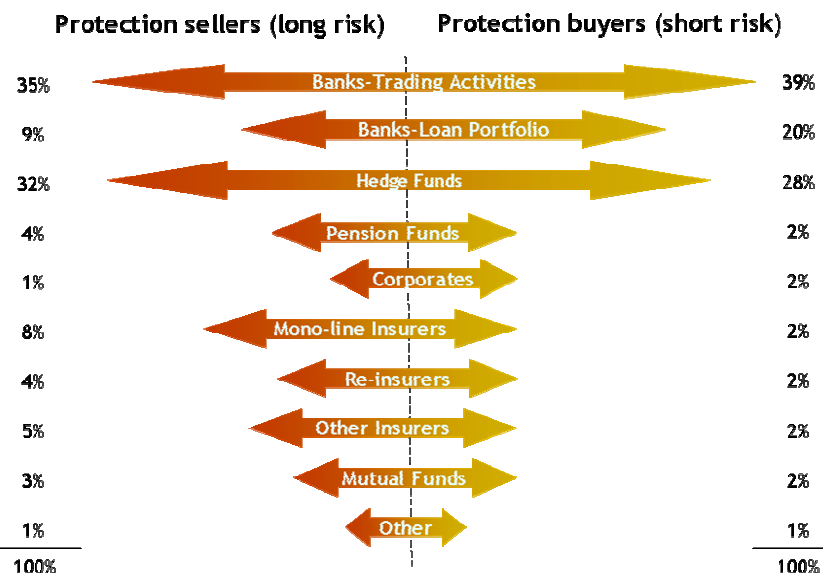 Protection sellers (long risk) Protection buyers (short risk)
35% Banks-Trading Activities 39%
9% Banks-Loan Portfolio 20%
32% Hedge Funds 28%
4% Pension Funds 2%
1% Corporates 2%
8% Mono-line Insurers 2%
4% Re-insurers 2%
5% Other Insurers 2%
3% Mutual Funds 2%
1% Other 1%
100% 100%